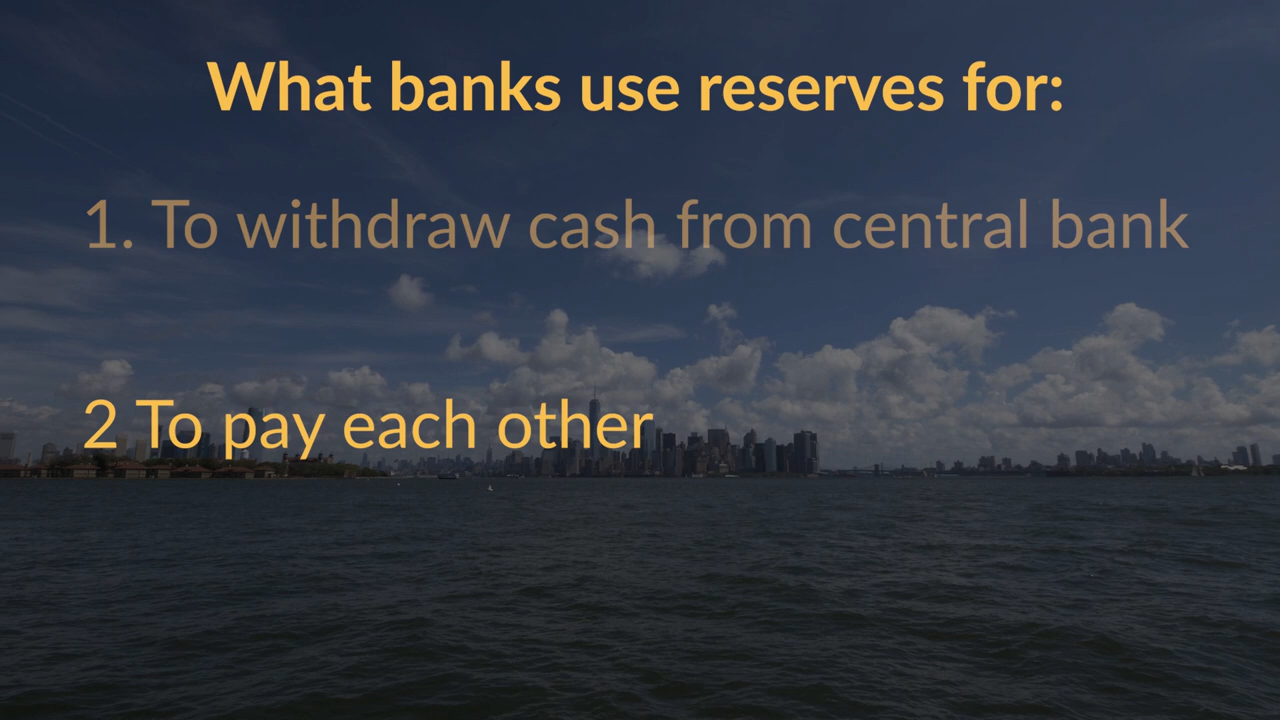 What banks use reserves for:
1. To withdraw cash from central bank
2 To pay each other